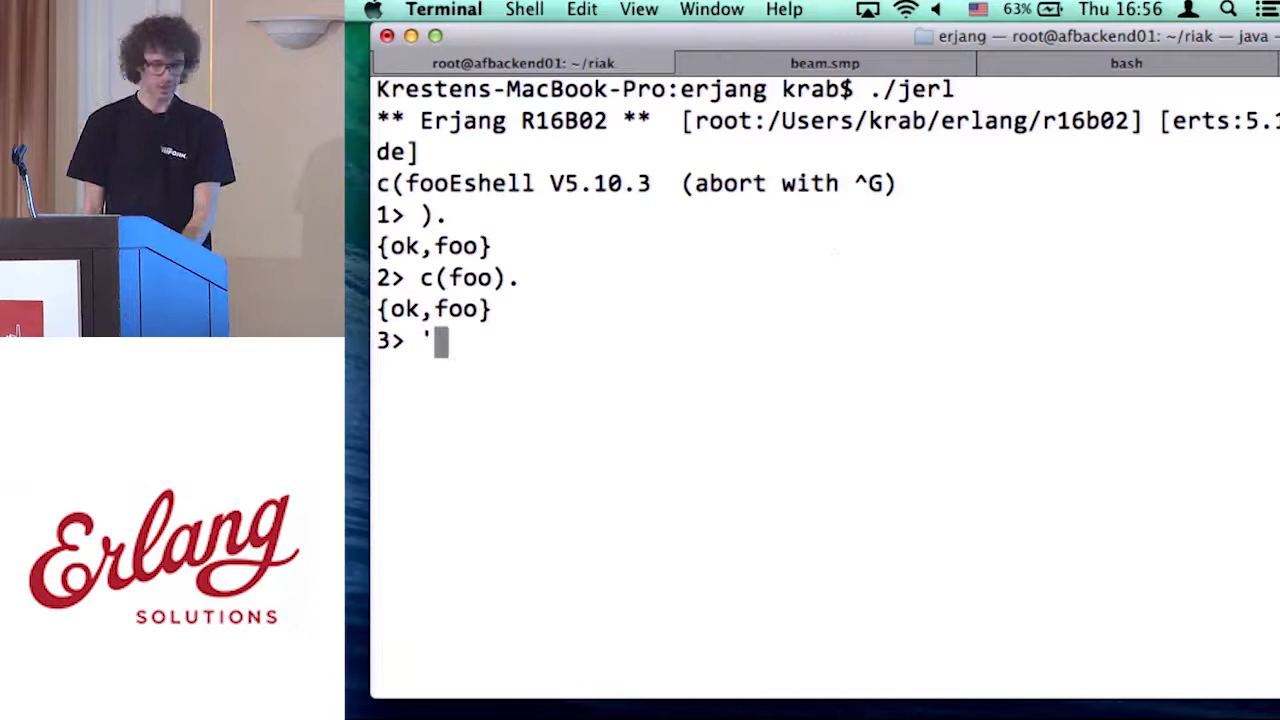 Terminal Shell Edit View Window Help 63% Thu 16:56
erjang — root@afbackend01: ~/riak — java
root@afbackend01: ~/riak beam.smp bash
Krestens-MacBook-Pro:erjang krab$ ./jerl
** Erjang R16B02 ** [root:/Users/krab/erlang/r16b02] [erts:5.1
de]
c(fooEshell V5.10.3 (abort with ^G)
1> ).
{ok,foo}
2> c(foo).
{ok,foo}
3> '
Erlang
SOLUTIONS